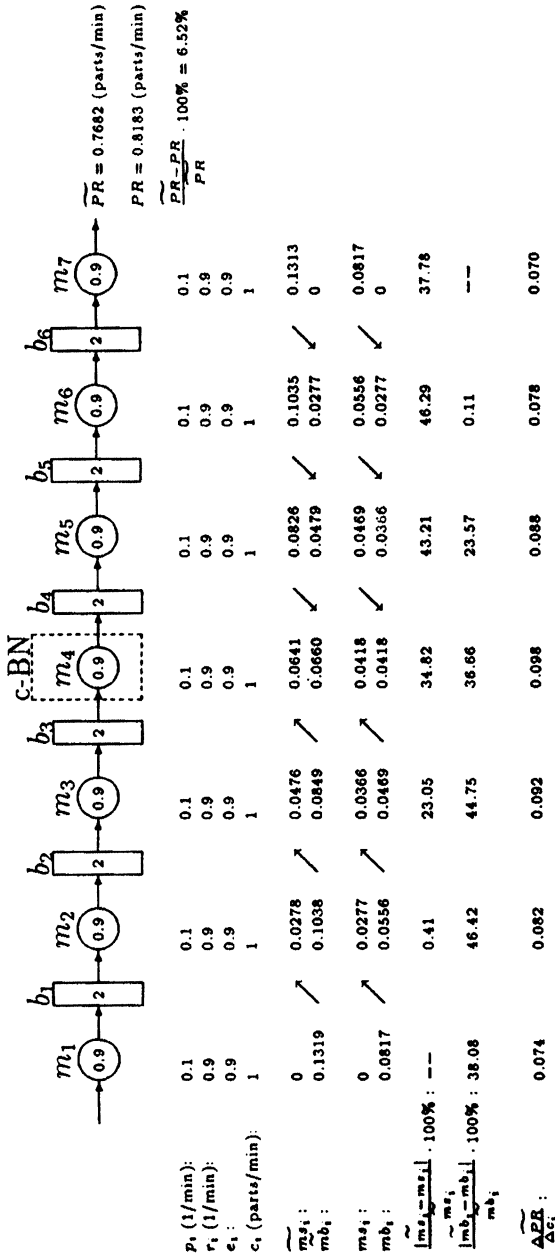 c-BN
m₁ b₁ m₂ b₂ m₃ b₃ m₄ b₄ m₅ b₅ m₆ b₆ m₇
0.9 2 0.9 2 0.9 2 0.9 2 0.9 2 0.9 2 0.9
P̃R = 0.7682 (parts/min)
PR = 0.8183 (parts/min)
|P̃R − PR| / P̃R · 100% = 6.52%
pᵢ (1/min): 0.1 0.1 0.1 0.1 0.1 0.1 0.1
rᵢ (1/min): 0.9 0.9 0.9 0.9 0.9 0.9 0.9
eᵢ : 0.9 0.9 0.9 0.9 0.9 0.9 0.9
cᵢ (parts/min): 1 1 1 1 1 1 1
m̃sᵢ : 0 0.0278 0.0476 0.0641 0.0826 0.1035 0.1313
m̃bᵢ : 0.1319 0.1038 0.0849 0.0660 0.0479 0.0277 0
msᵢ : 0 0.0277 0.0366 0.0418 0.0469 0.0556 0.0817
mbᵢ : 0.0817 0.0556 0.0469 0.0418 0.0366 0.0277 0
|m̃sᵢ − msᵢ| / m̃sᵢ · 100% : −− 0.41 23.05 34.82 43.21 46.29 37.78
|m̃bᵢ − mbᵢ| / m̃bᵢ · 100% : 38.08 46.42 44.75 36.66 23.57 0.11 −−
ΔP̃R / Δcᵢ : 0.074 0.082 0.092 0.098 0.088 0.078 0.070